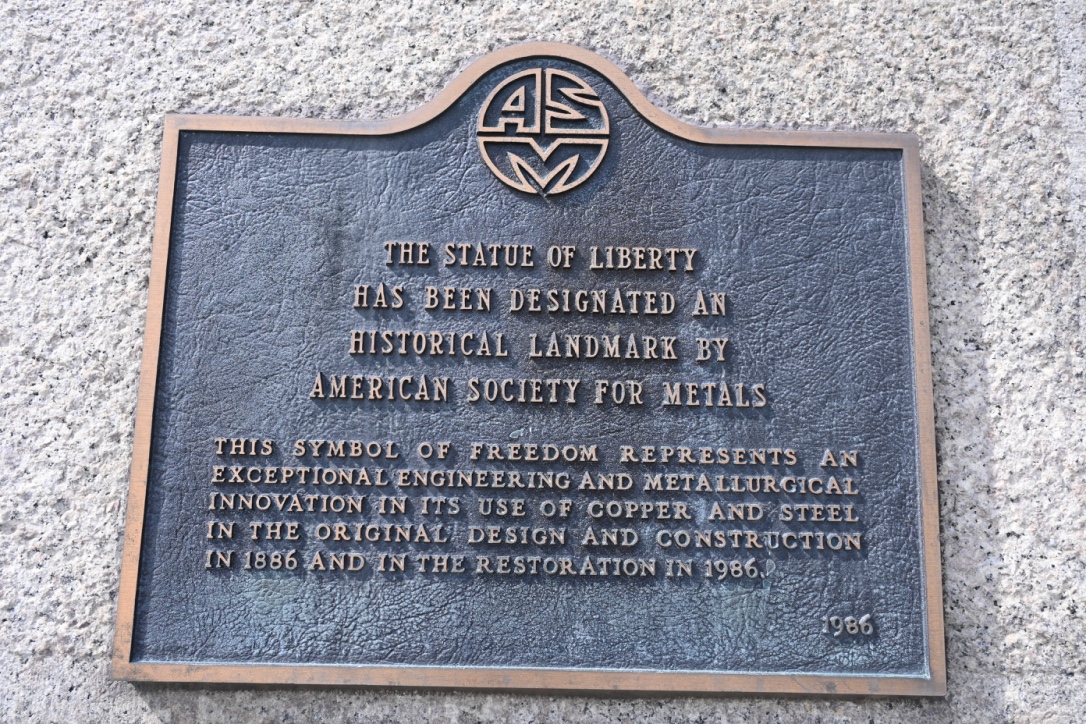 ASM
THE STATUE OF LIBERTY
HAS BEEN DESIGNATED AN
HISTORICAL LANDMARK BY
AMERICAN SOCIETY FOR METALS
THIS SYMBOL OF FREEDOM REPRESENTS AN
EXCEPTIONAL ENGINEERING AND METALLURGICAL
INNOVATION IN ITS USE OF COPPER AND STEEL
IN THE ORIGINAL DESIGN AND CONSTRUCTION
IN 1886 AND IN THE RESTORATION IN 1986.
1986